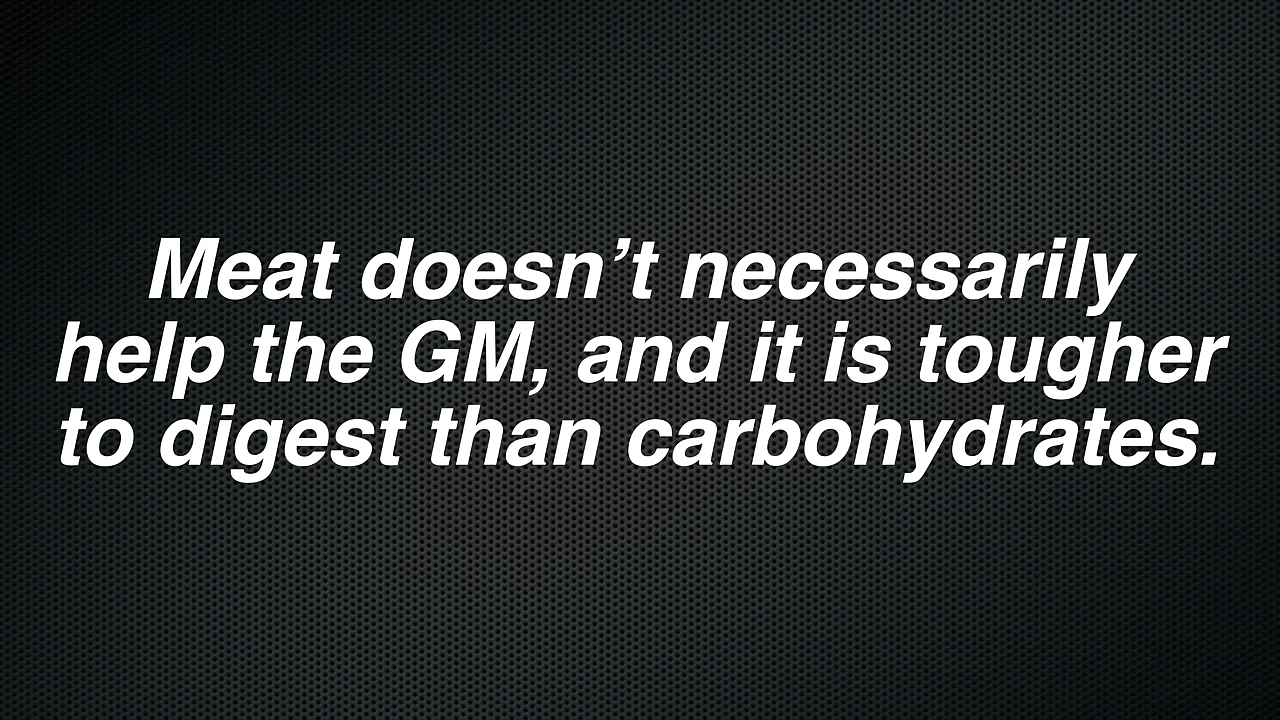 Meat doesn’t necessarily
help the GM, and it is tougher
to digest than carbohydrates.